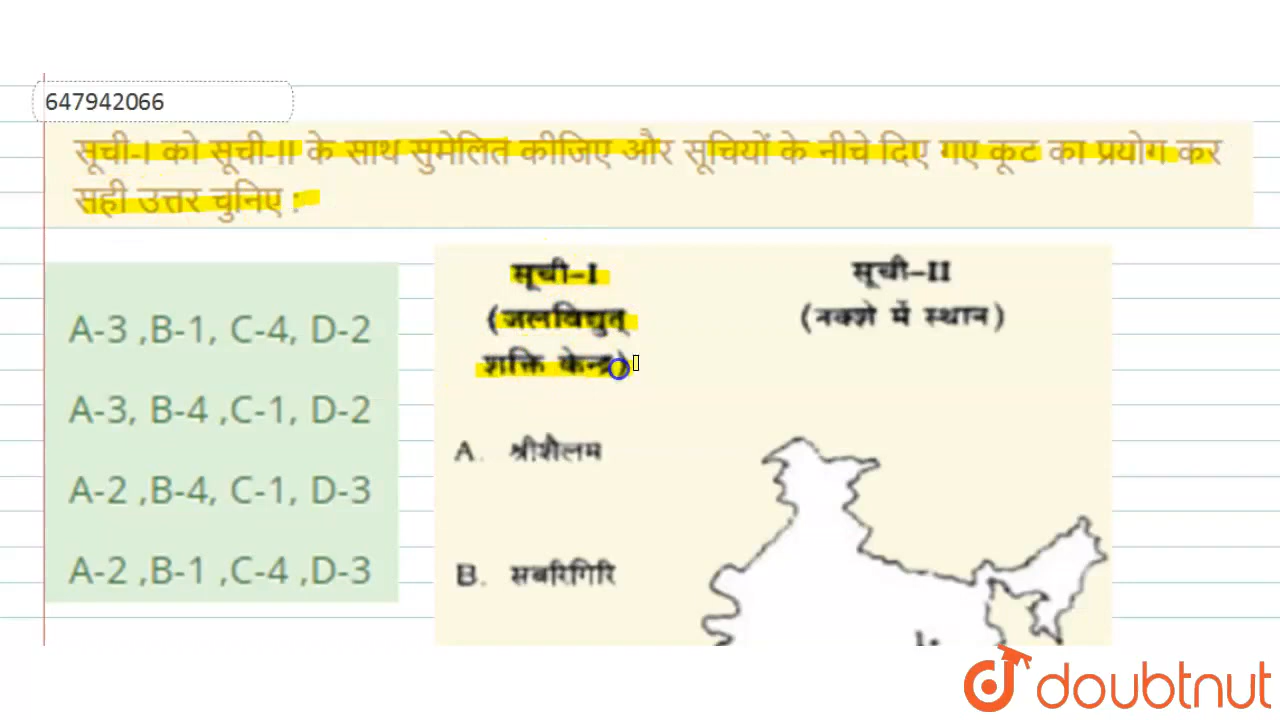 647942066
सूची-I को सूची-II के साथ सुमेलित कीजिए और सूचियों के नीचे दिए गए कूट का प्रयोग कर
सही उत्तर चुनिए :
A-3 ,B-1, C-4, D-2
A-3, B-4 ,C-1, D-2
A-2 ,B-4, C-1, D-3
A-2 ,B-1 ,C-4 ,D-3
सूची–I
(जलविद्युत्
शक्ति केन्द्र)
सूची–II
(नक्शे में स्थान)
A. श्रीशैलम
B. सबरिगिरि
doubtnut